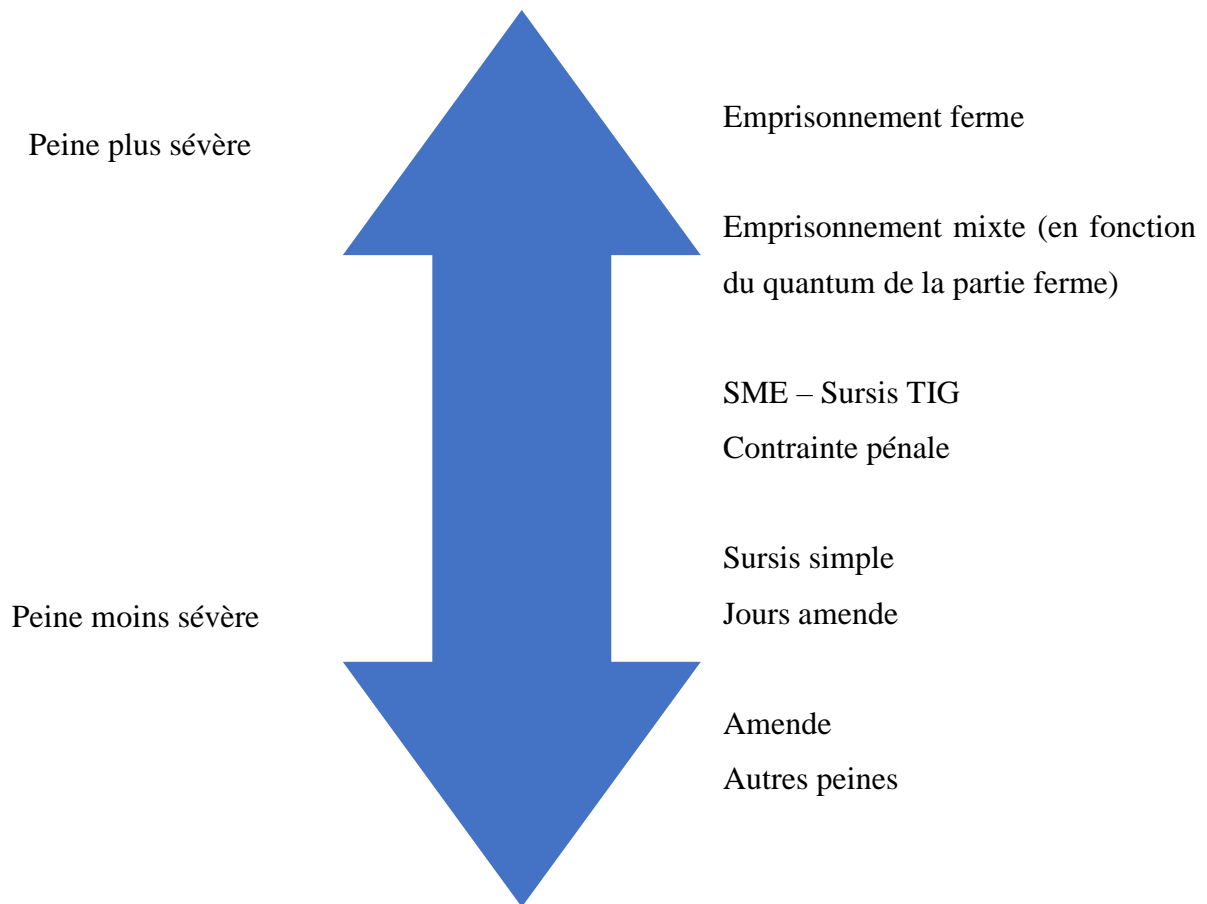 Emprisonnement ferme
Peine plus sévère
Emprisonnement mixte (en fonction
du quantum de la partie ferme)
SME – Sursis TIG
Contrainte pénale
Sursis simple
Peine moins sévère
Jours amende
Amende
Autres peines